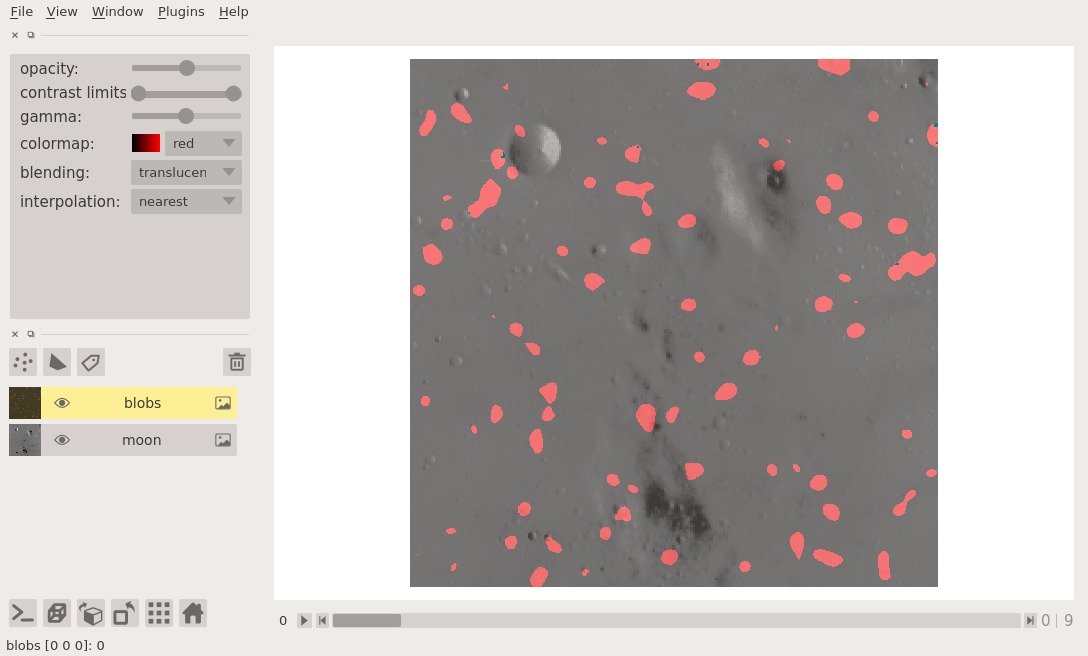 File View Window Plugins Help
opacity:
contrast limits
gamma:
colormap: red
blending: translucen
interpolation: nearest
blobs
moon
0 0 | 9
blobs [0 0 0]: 0